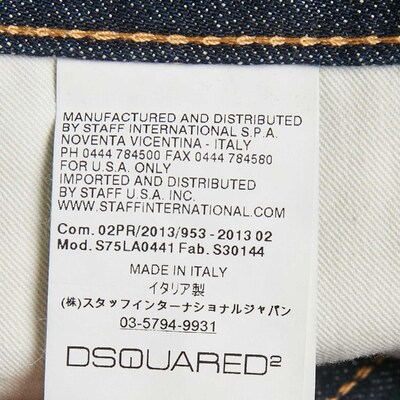 MANUFACTURED AND DISTRIBUTED
BY STAFF INTERNATIONAL S.P.A.
NOVENTA VICENTINA - ITALY
PH 0444 784500 FAX 0444 784580
FOR U.S.A. ONLY
IMPORTED AND DISTRIBUTED
BY STAFF U.S.A. INC.
WWW.STAFFINTERNATIONAL.COM
Com. 02PR/2013/953 - 2013 02
Mod. S75LA0441 Fab. S30144
MADE IN ITALY
イタリア製
(株)スタッフインターナショナルジャパン
03-5794-9931
DSQUARED²